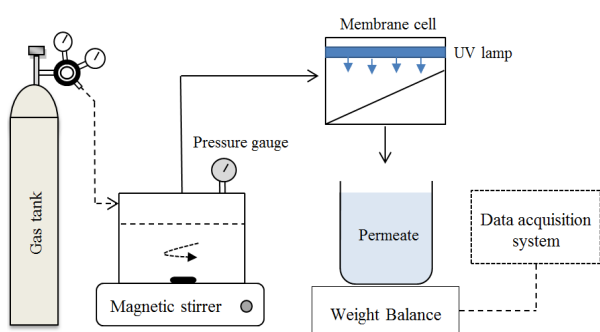 Membrane cell
UV lamp
Pressure gauge
Gas tank
Permeate
Data acquisition
system
Magnetic stirrer
Weight Balance